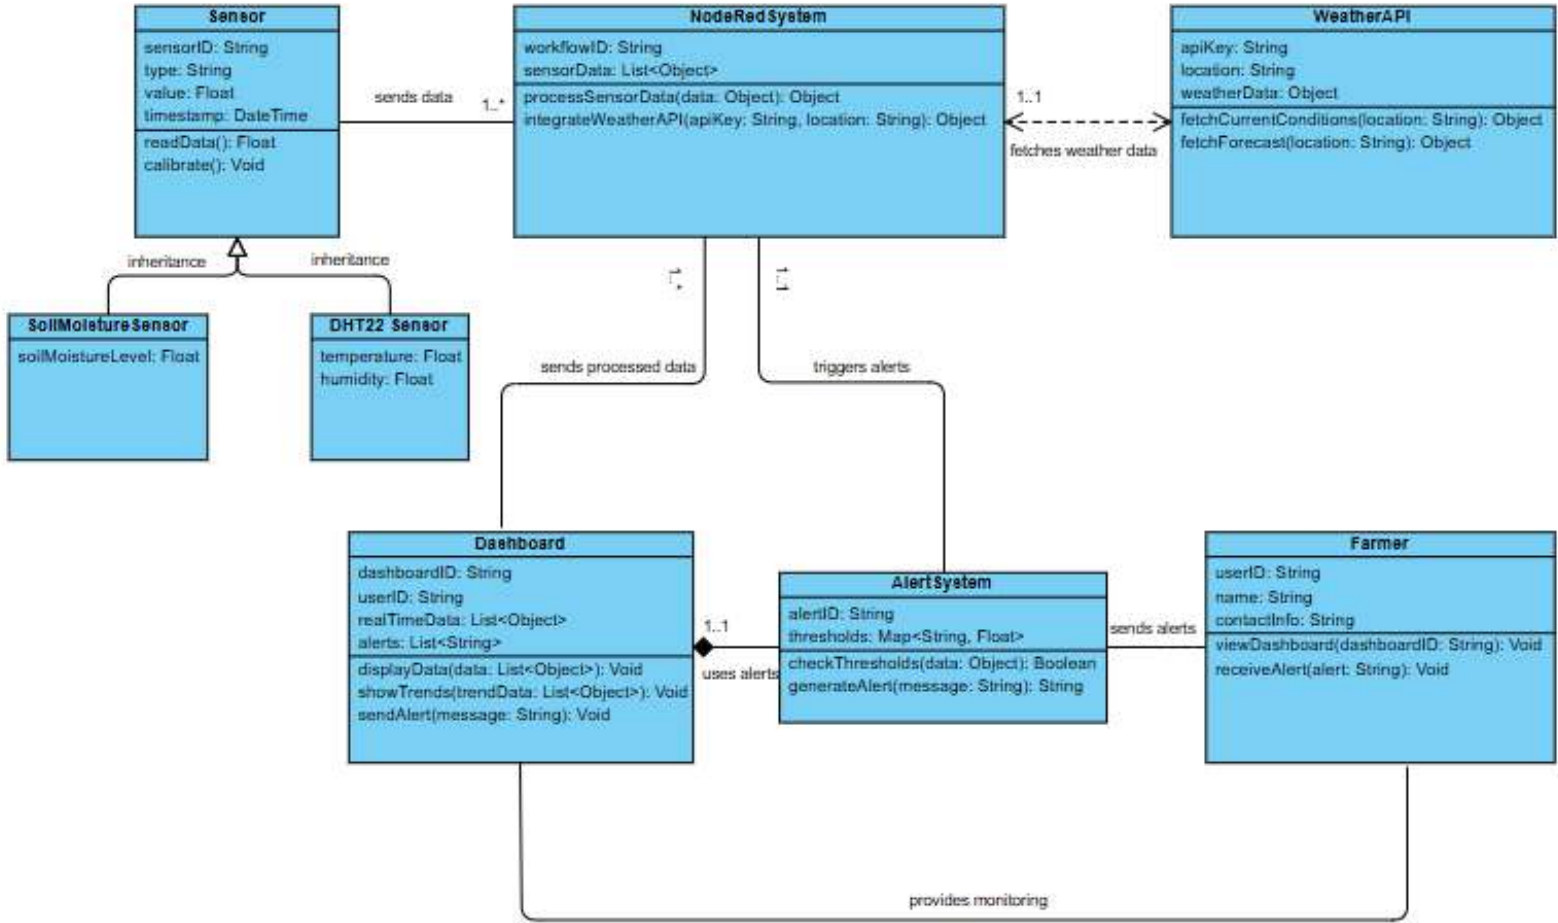 Sensor
sensorID: String
type: String
value: Float
timestamp: DateTime
readData(): Float
calibrate(): Void
sends data
1..*
NodeRedSystem
workflowID: String
sensorData: List<Object>
processSensorData(data: Object): Object
integrateWeatherAPI(apiKey: String, location: String): Object
1..1
fetches weather data
WeatherAPI
apiKey: String
location: String
weatherData: Object
fetchCurrentConditions(location: String): Object
fetchForecast(location: String): Object
inheritance
inheritance
SoilMoistureSensor
soilMoistureLevel: Float
DHT22 Sensor
temperature: Float
humidity: Float
1..*
1..1
sends processed data
triggers alerts
Dashboard
dashboardID: String
userID: String
realTimeData: List<Object>
alerts: List<String>
displayData(data: List<Object>): Void
showTrends(trendData: List<Object>): Void
sendAlert(message: String): Void
1..1
uses alerts
AlertSystem
alertID: String
thresholds: Map<String, Float>
checkThresholds(data: Object): Boolean
generateAlert(message: String): String
sends alerts
Farmer
userID: String
name: String
contactInfo: String
viewDashboard(dashboardID: String): Void
receiveAlert(alert: String): Void
provides monitoring